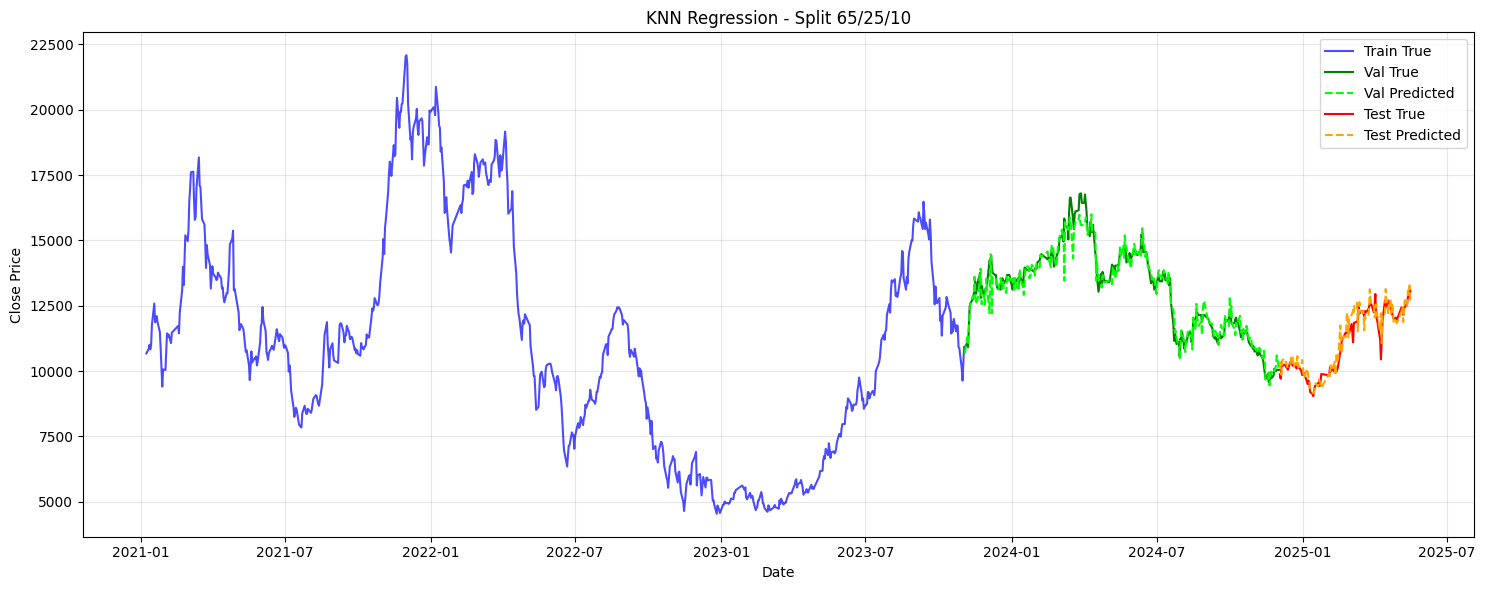 KNN Regression - Split 65/25/10
22500
20000
17500
15000
12500
10000
7500
5000
Close Price
Train True
Val True
Val Predicted
Test True
Test Predicted
2021-01
2021-07
2022-01
2022-07
2023-01
2023-07
2024-01
2024-07
2025-01
2025-07
Date